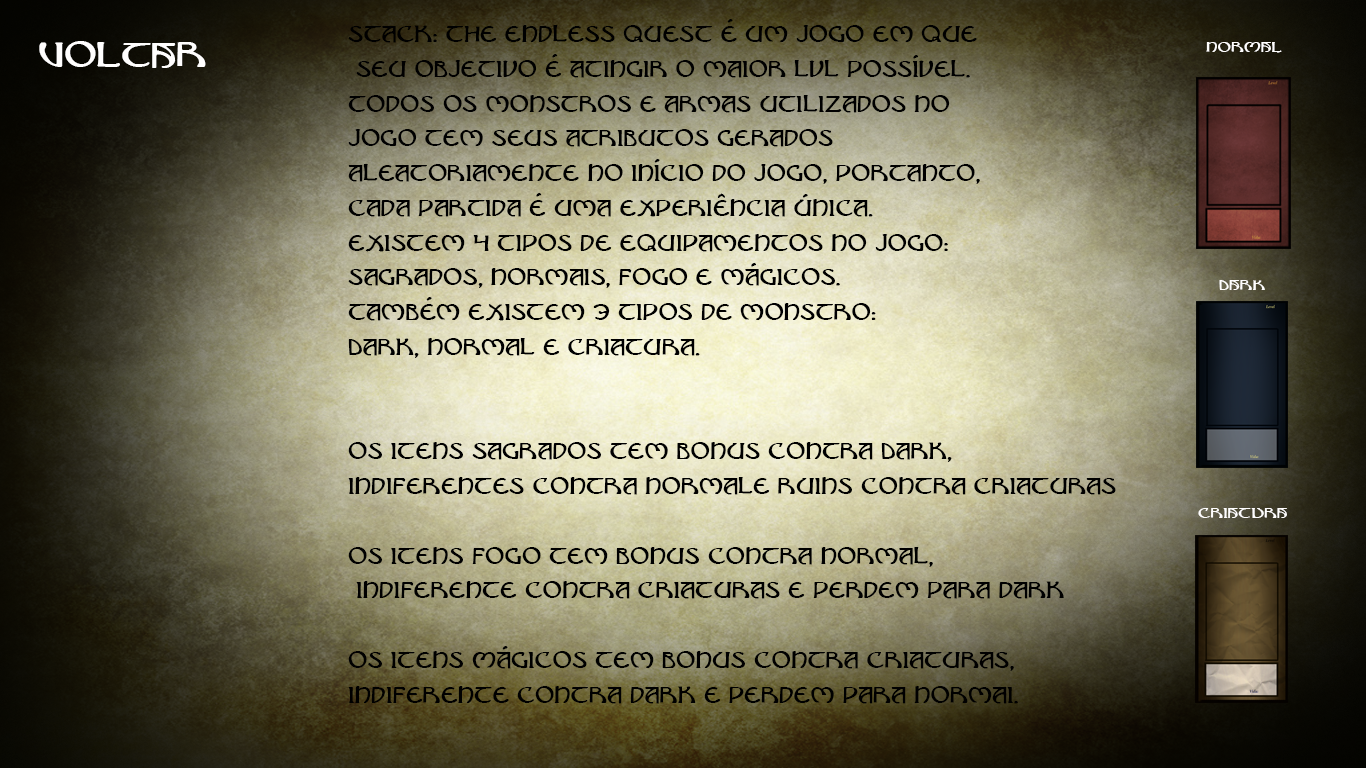 VOLTAR
STACK: THE ENDLESS QUEST É UM JOGO EM QUE
SEU OBJETIVO É ATINGIR O MAIOR LVL POSSÍVEL.
TODOS OS MONSTROS E ARMAS UTILIZADOS NO
JOGO TEM SEUS ATRIBUTOS GERADOS
ALEATORIAMENTE NO INÍCIO DO JOGO, PORTANTO,
CADA PARTIDA É UMA EXPERIÊNCIA ÚNICA.
EXISTEM 4 TIPOS DE EQUIPAMENTOS NO JOGO:
SAGRADOS, NORMAIS, FOGO E MÁGICOS.
TAMBÉM EXISTEM 3 TIPOS DE MONSTRO:
DARK, NORMAL E CRIATURA.
OS ITENS SAGRADOS TEM BONUS CONTRA DARK,
INDIFERENTES CONTRA NORMALE RUINS CONTRA CRIATURAS
OS ITENS FOGO TEM BONUS CONTRA NORMAL,
INDIFERENTE CONTRA CRIATURAS E PERDEM PARA DARK
OS ITENS MÁGICOS TEM BONUS CONTRA CRIATURAS,
INDIFERENTE CONTRA DARK E PERDEM PARA NORMAL.
NORMAL
Level
Vida
DARK
Level
Vida
CRIATURA
Vida